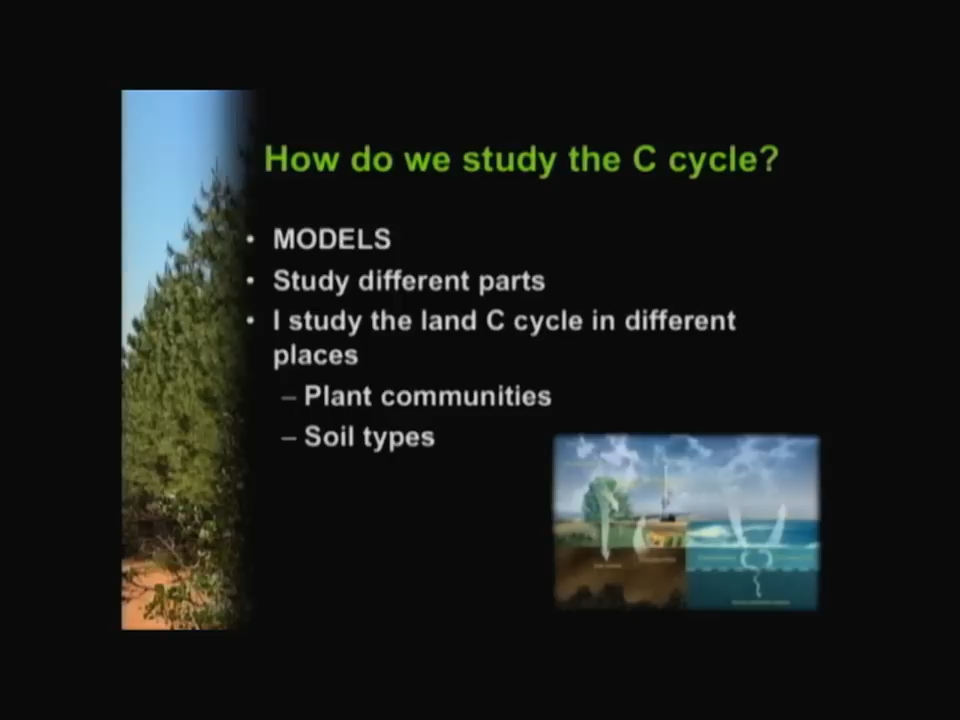 How do we study the C cycle?
• MODELS
• Study different parts
• I study the land C cycle in different
places
– Plant communities
– Soil types